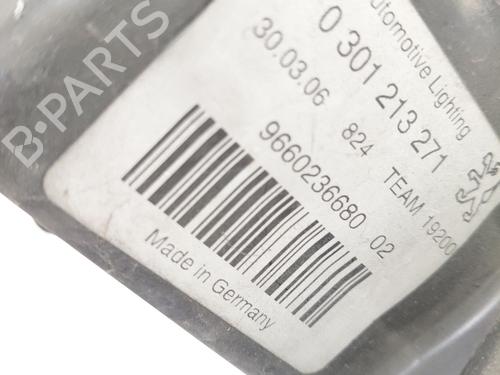 B-PARTS
Automotive Lighting
0 301 213 271
30.03.06 824 TEAM 19200
9660236680 02
Made in Germany